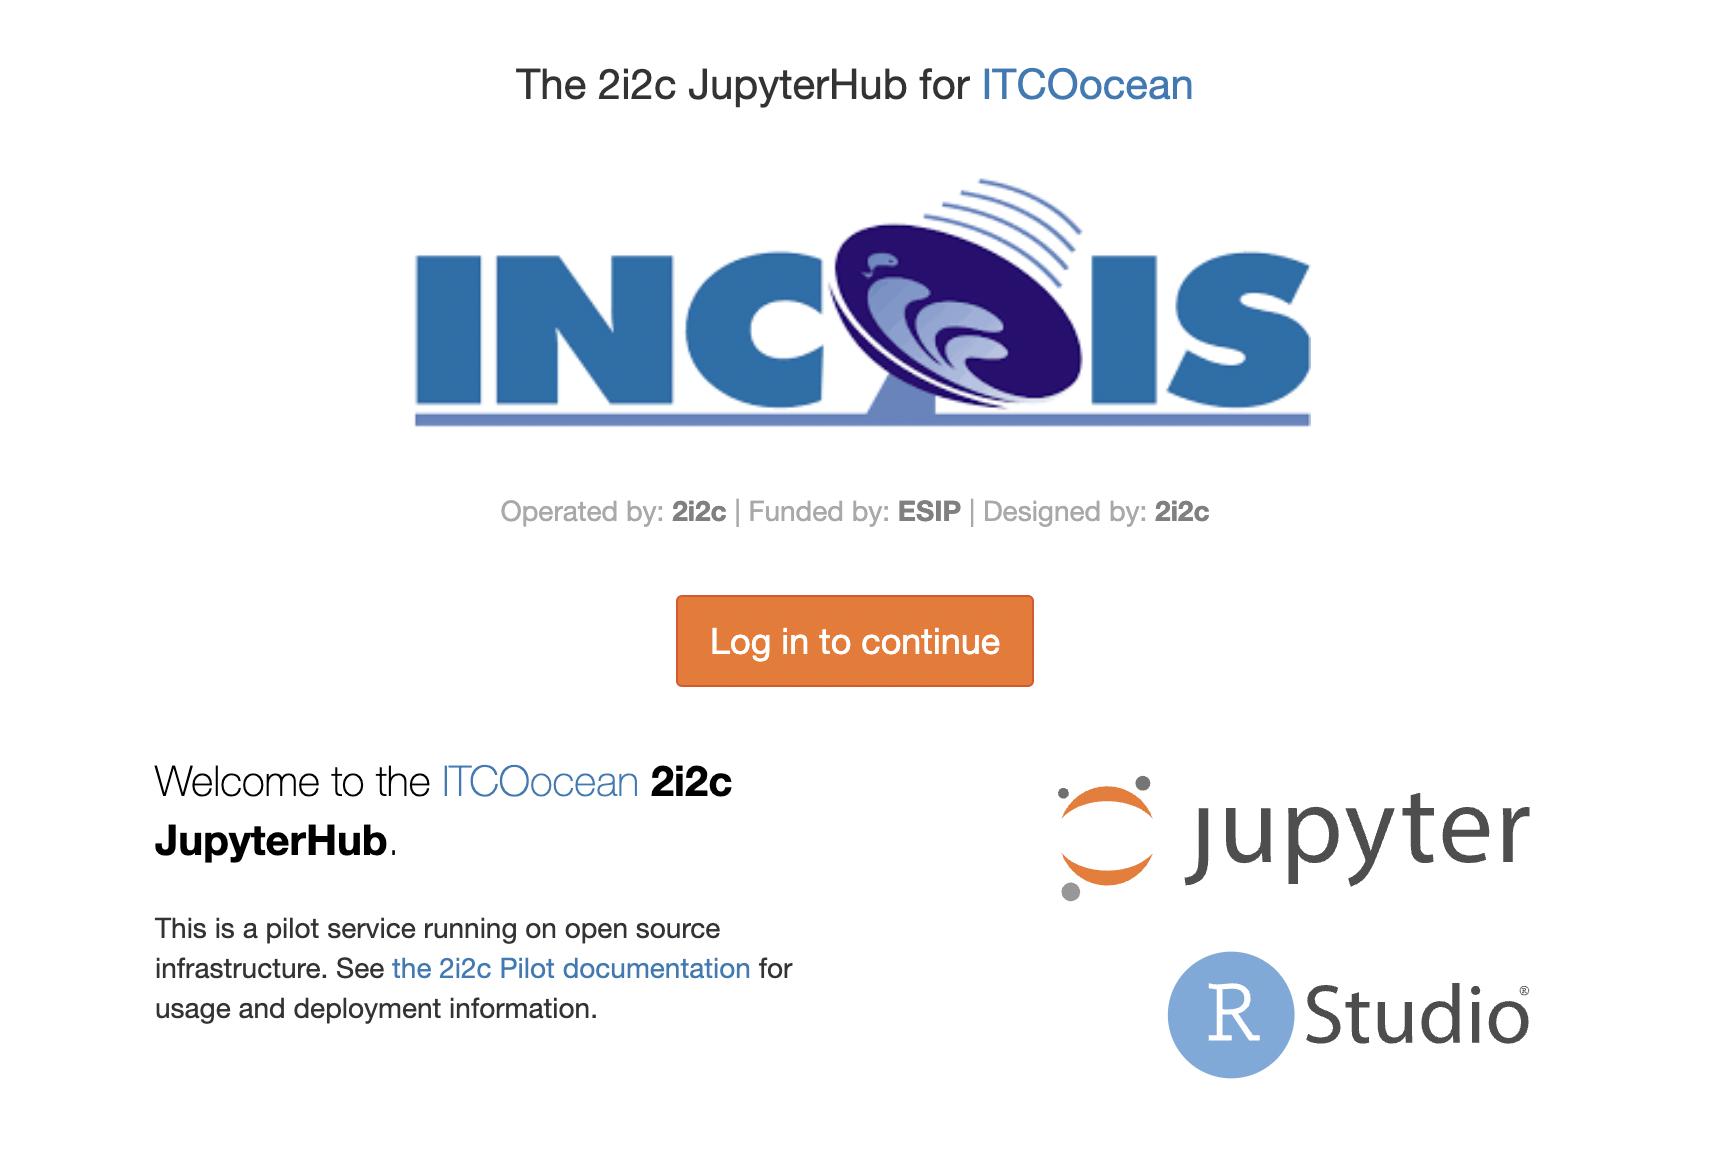 The 2i2c JupyterHub for ITCOocean
INCOIS
Operated by: 2i2c | Funded by: ESIP | Designed by: 2i2c
Log in to continue
Welcome to the ITCOocean 2i2c
JupyterHub.
This is a pilot service running on open source
infrastructure. See the 2i2c Pilot documentation for
usage and deployment information.
jupyter
R Studio®